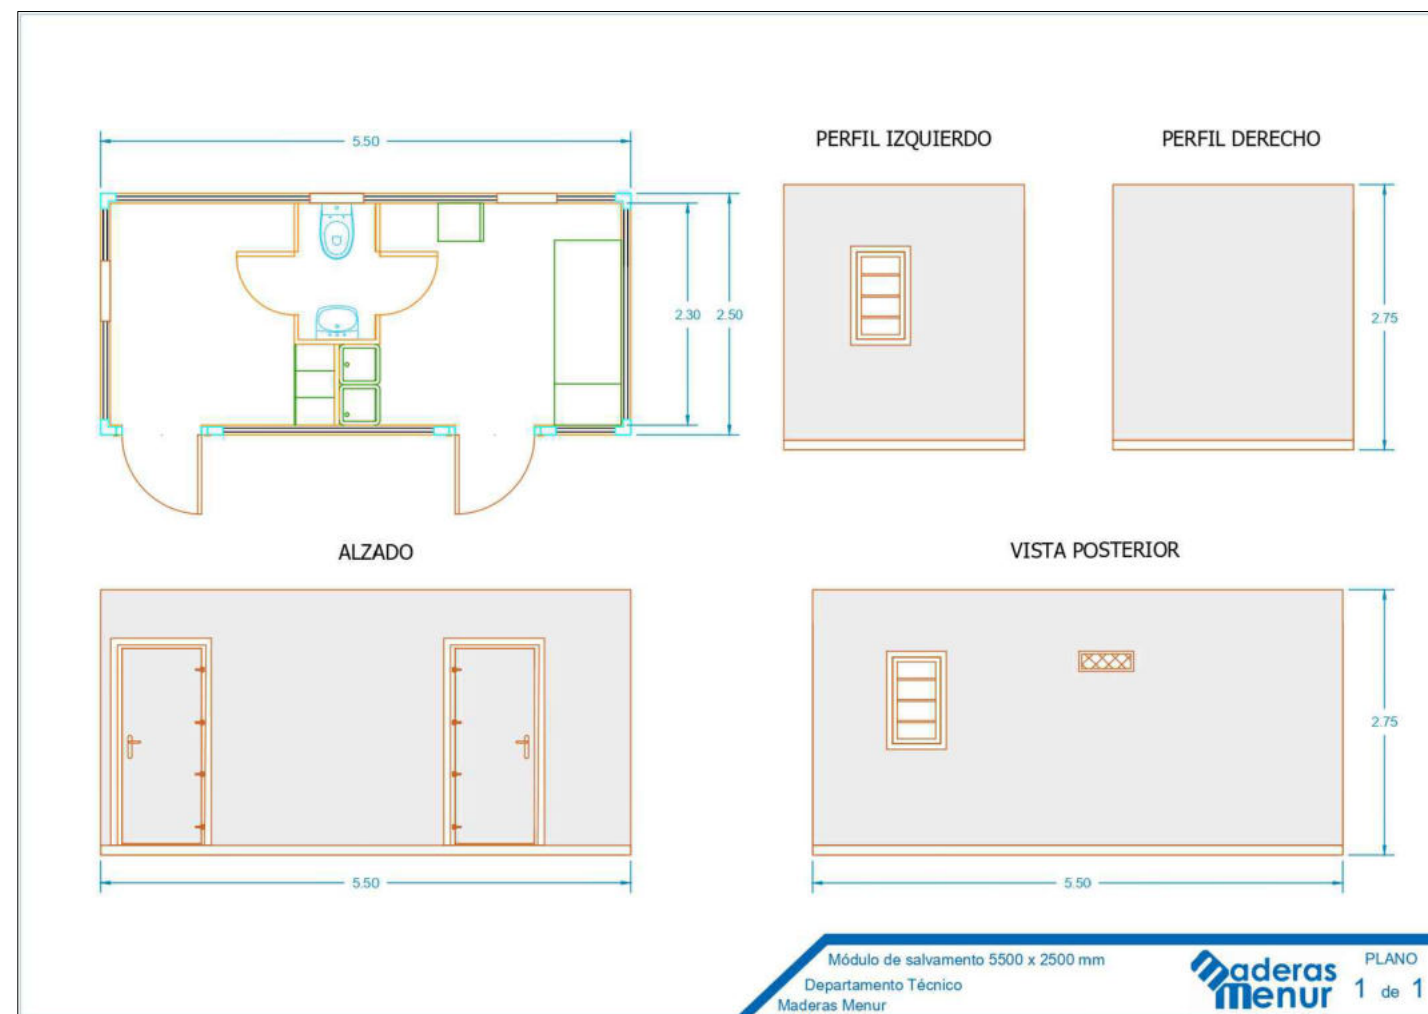 5.50
PERFIL IZQUIERDO
PERFIL DERECHO
2.30
2.50
2.75
ALZADO
VISTA POSTERIOR
2.75
5.50
5.50
Módulo de salvamento 5500 x 2500 mm
Departamento Técnico
Maderas Menur
Maderas
Menur
PLANO
1 de 1